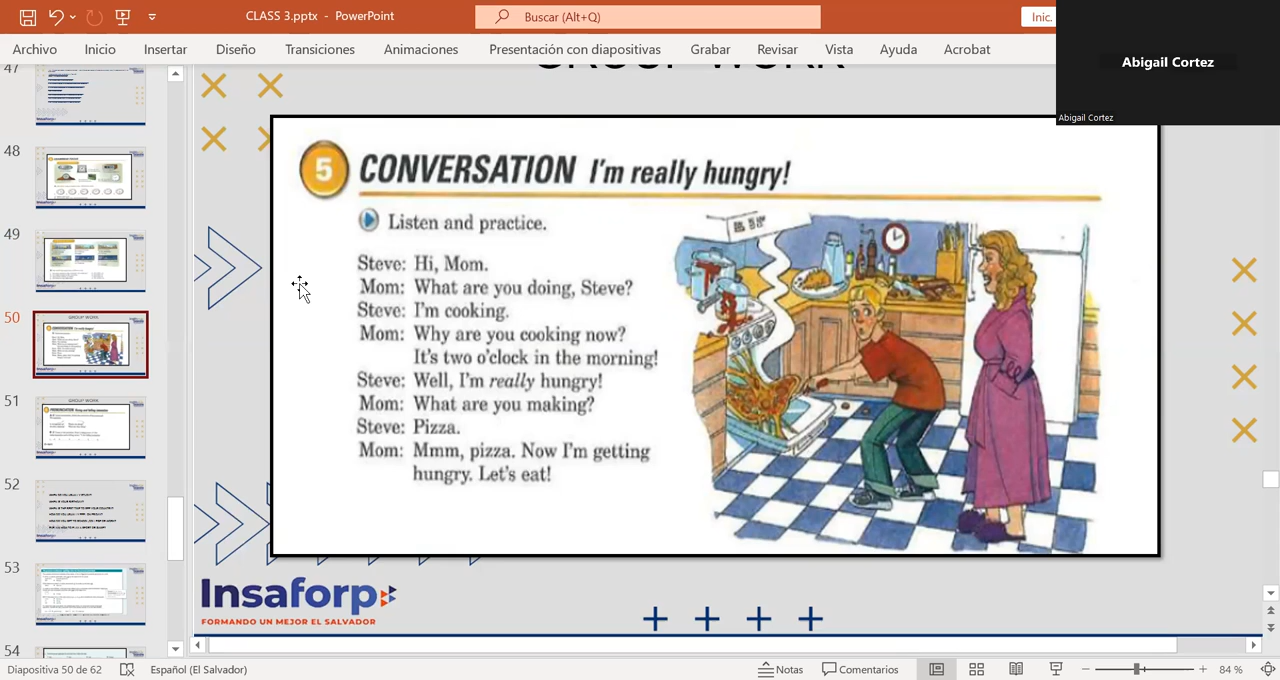 CLASS 3.pptx - PowerPoint
Buscar (Alt+Q)
Inic.
Archivo Inicio Insertar Diseño Transiciones Animaciones Presentación con diapositivas Grabar Revisar Vista Ayuda Acrobat
Abigail Cortez
Abigail Cortez
47
48
49
50
51
52
53
54
GROUP WORK
5 CONVERSATION I'm really hungry!
Listen and practice.
Steve: Hi, Mom.
Mom: What are you doing, Steve?
Steve: I'm cooking.
Mom: Why are you cooking now?
It's two o'clock in the morning!
Steve: Well, I'm really hungry!
Mom: What are you making?
Steve: Pizza.
Mom: Mmm, pizza. Now I'm getting
hungry. Let's eat!
Insaforp
FORMANDO UN MEJOR EL SALVADOR
Diapositiva 50 de 62 Español (El Salvador) Notas Comentarios 84 %